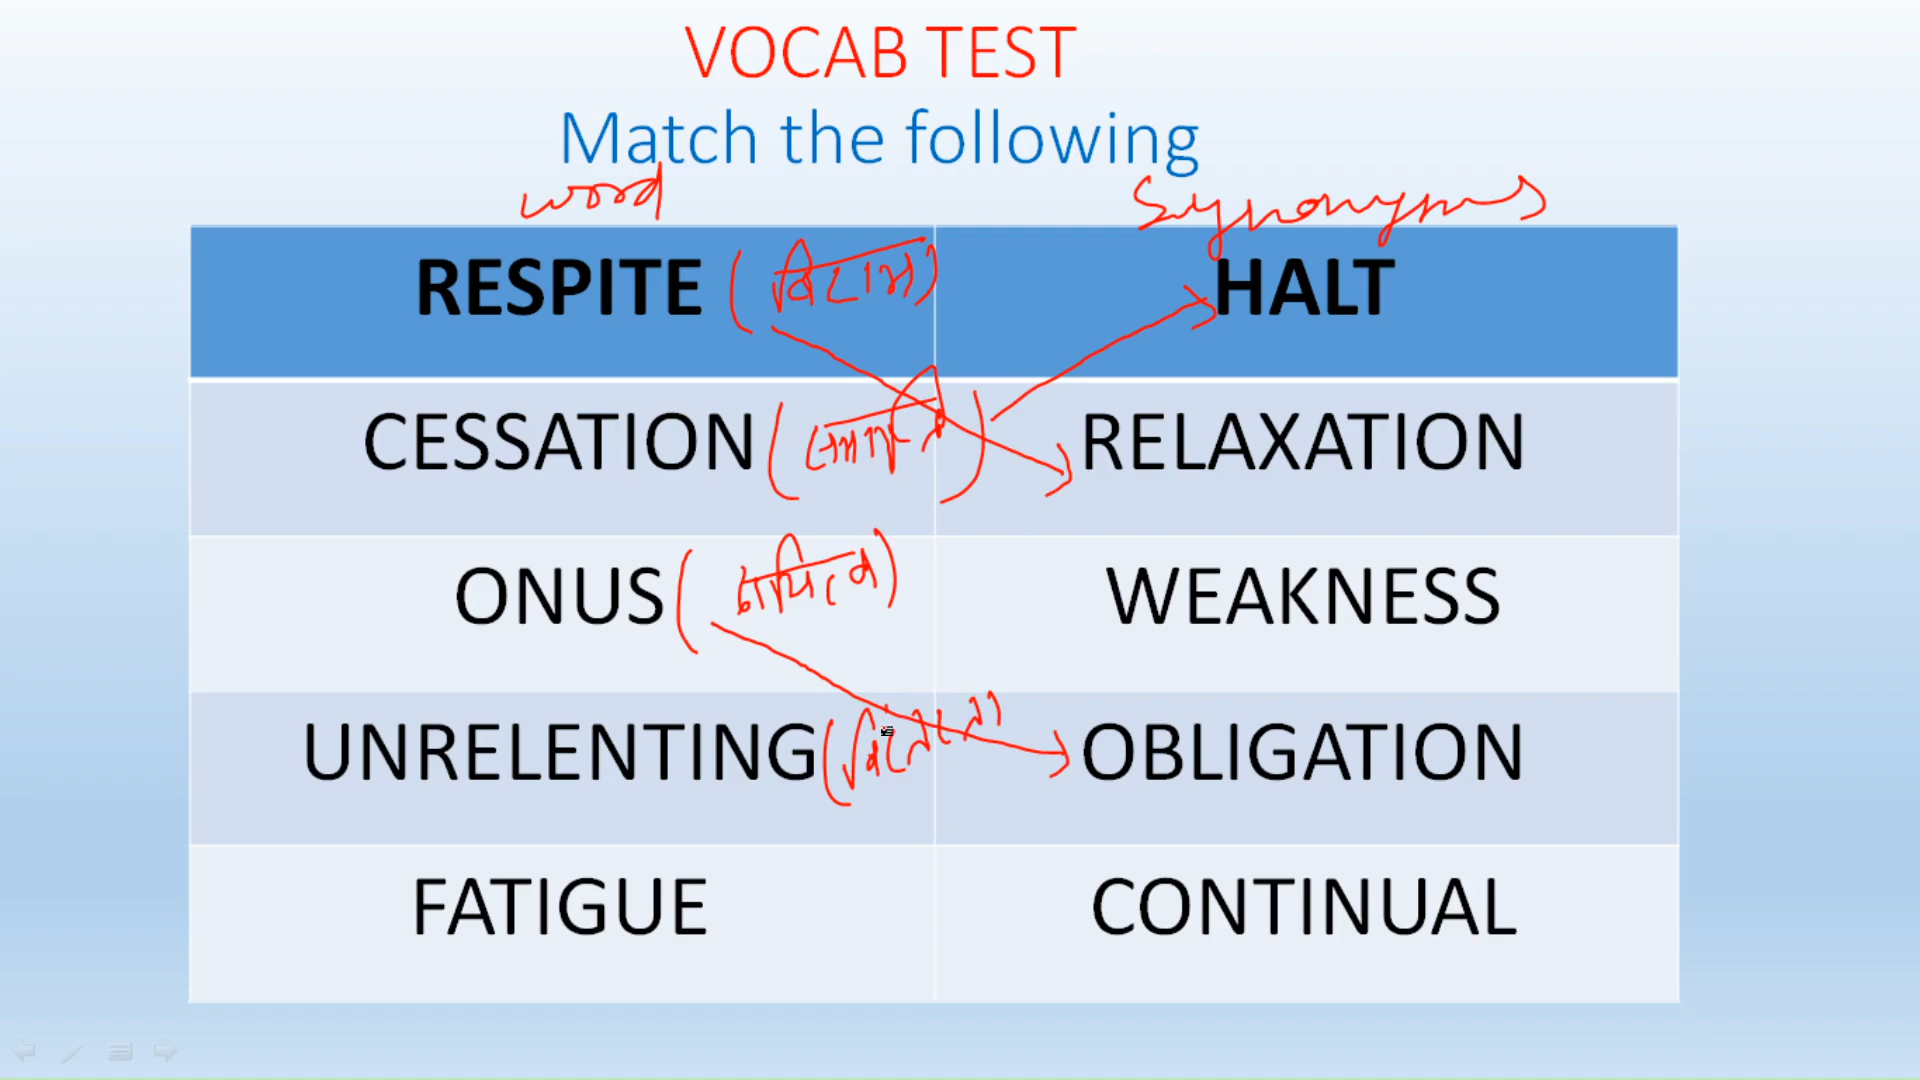 VOCAB TEST
Match the following
word Synonyms
RESPITE (विराम) HALT
CESSATION RELAXATION
ONUS WEAKNESS
UNRELENTING OBLIGATION
FATIGUE CONTINUAL